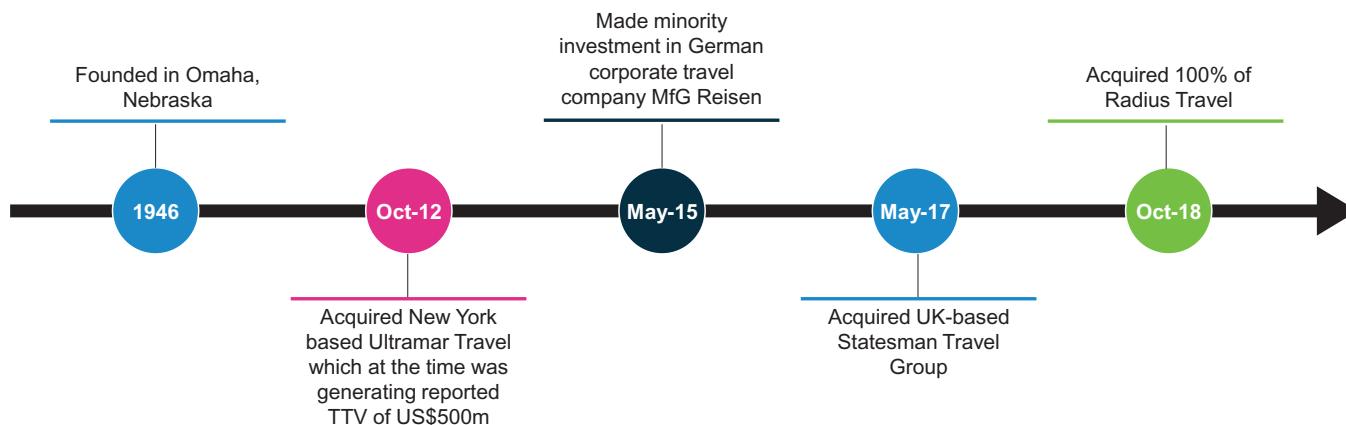 Founded in Omaha,
Nebraska
1946
Oct-12
Acquired New York
based Ultramar Travel
which at the time was
generating reported
TTV of US$500m
Made minority
investment in German
corporate travel
company MfG Reisen
May-15
May-17
Acquired UK-based
Statesman Travel
Group
Acquired 100% of
Radius Travel
Oct-18